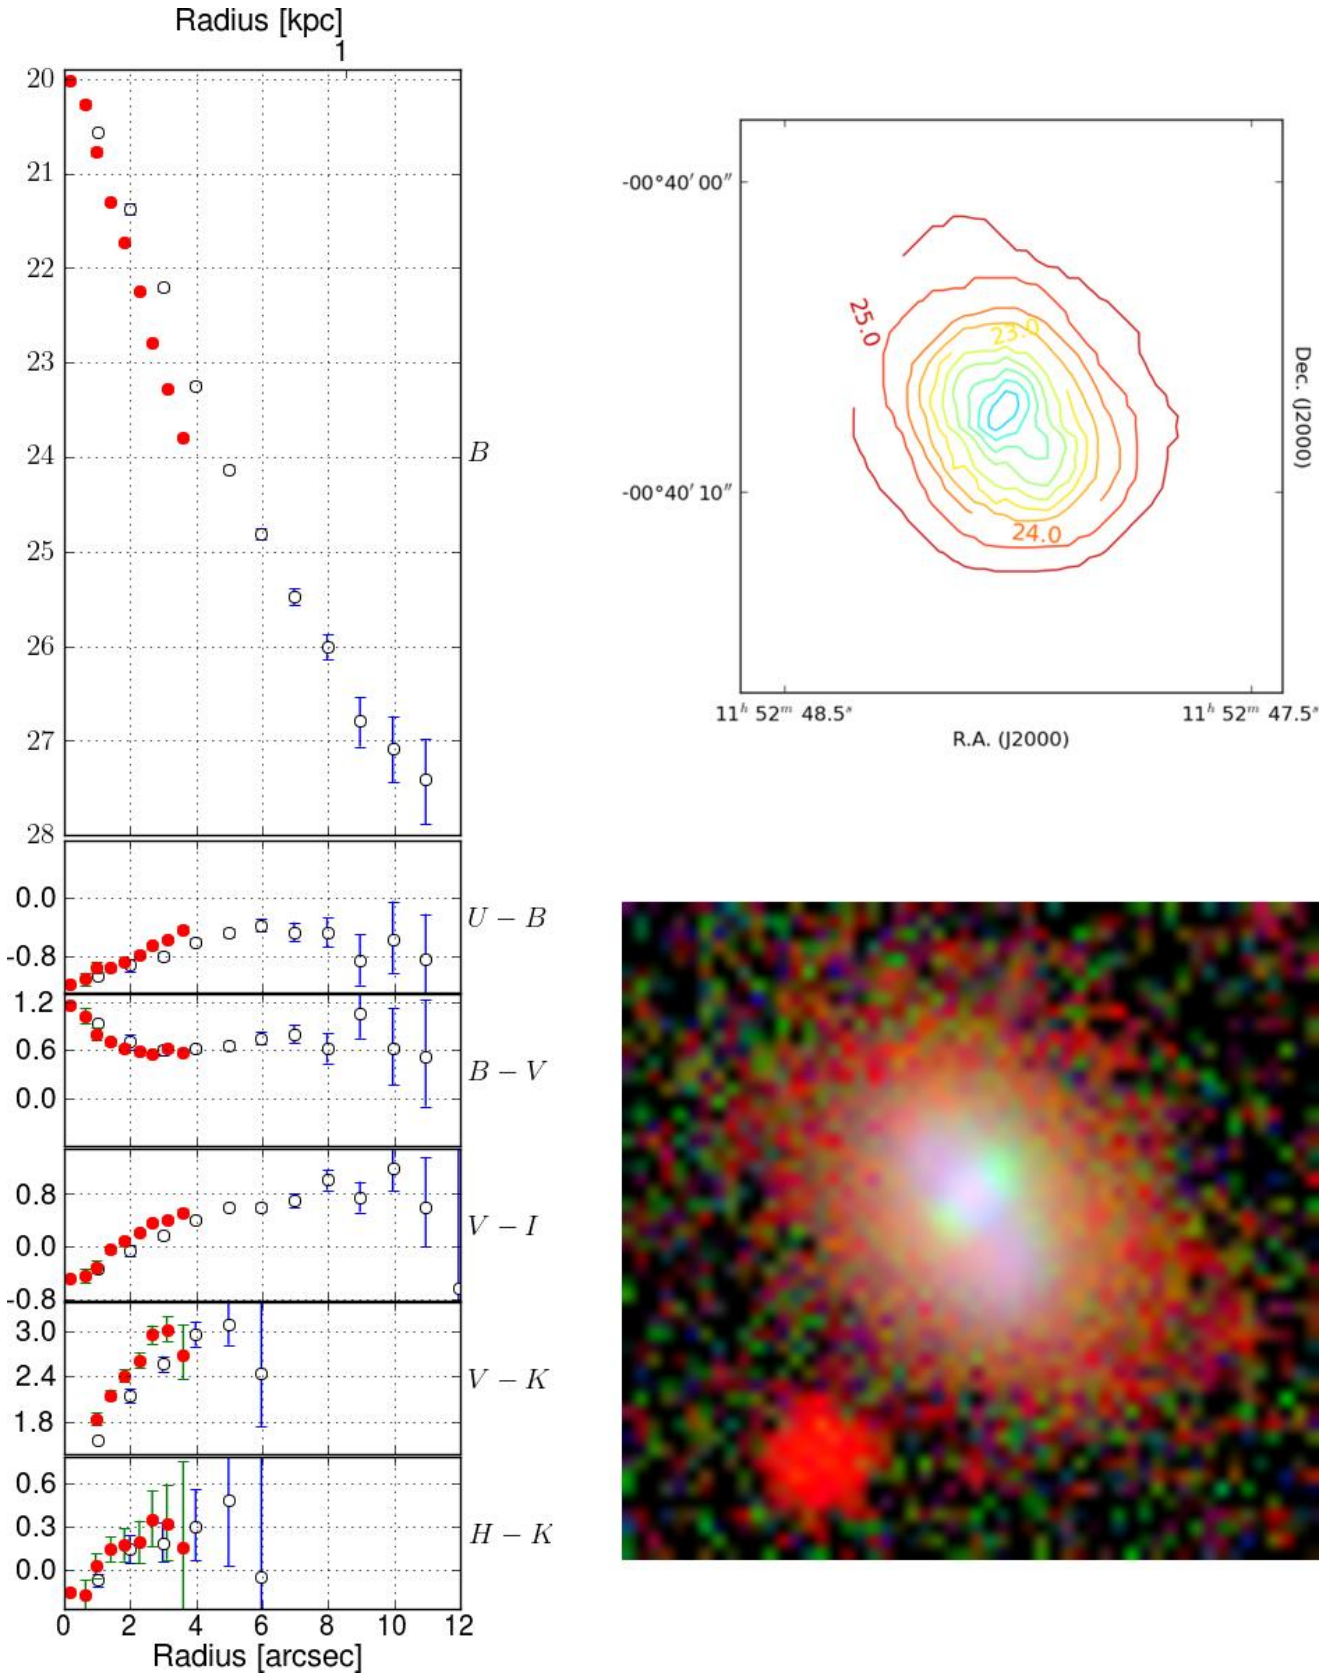 Radius [kpc]
1
20
21
22
23
24
25
26
27
28
B
0.0
-0.8
U − B
1.2
0.6
0.0
B − V
0.8
0.0
-0.8
V − I
3.0
2.4
1.8
V − K
0.6
0.3
0.0
H − K
0 2 4 6 8 10 12
Radius [arcsec]
-00°40′ 00″
-00°40′ 10″
25.0
23.0
24.0
Dec. (J2000)
11ʰ 52ᵐ 48.5ˢ 11ʰ 52ᵐ 47.5ˢ
R.A. (J2000)